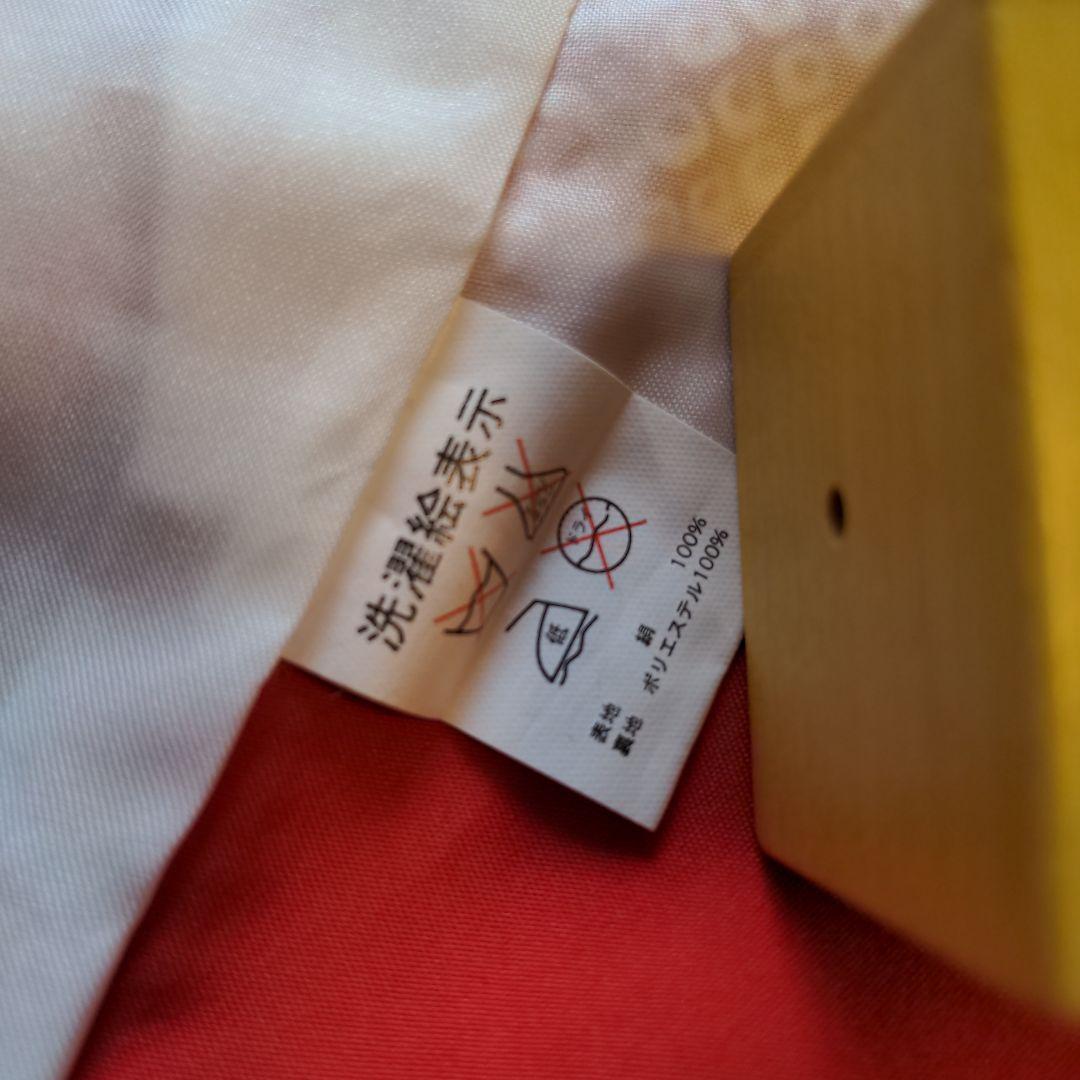 洗濯絵表示
ドライ
低
表地 絹 100%
裏地 ポリエステル100%